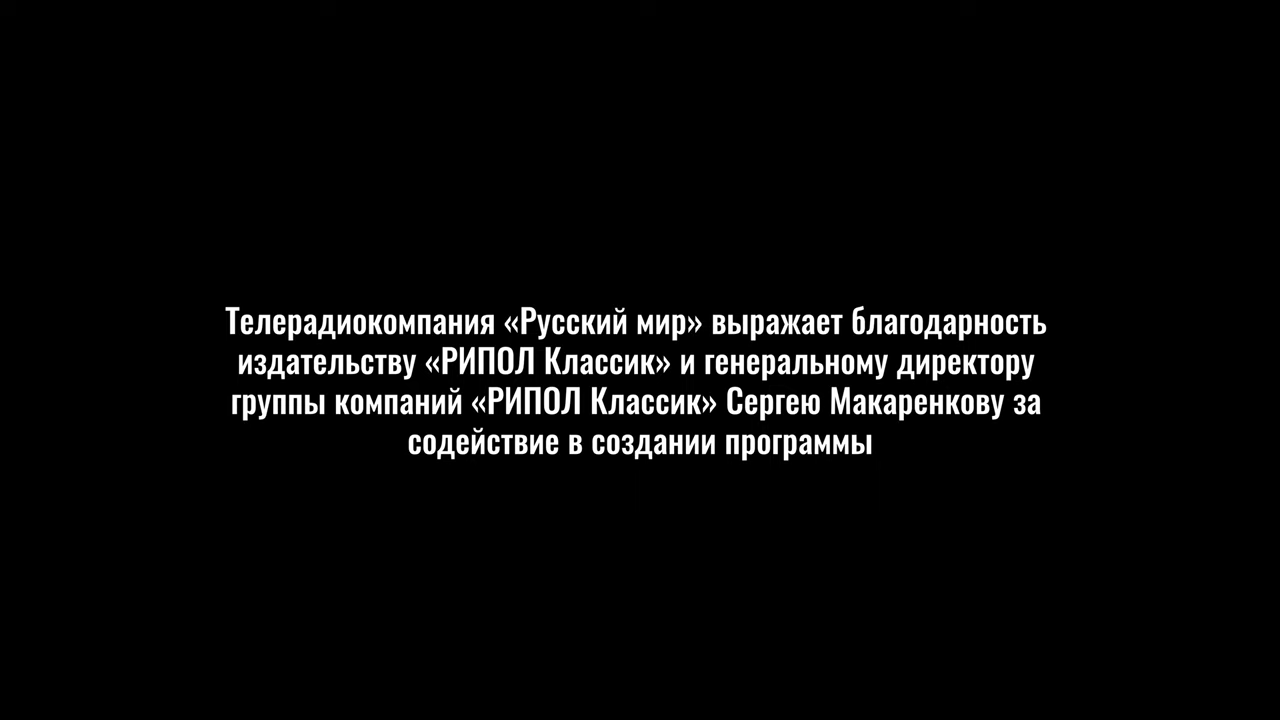 Телерадиокомпания «Русский мир» выражает благодарность
издательству «РИПОЛ Классик» и генеральному директору
группы компаний «РИПОЛ Классик» Сергею Макаренкову за
содействие в создании программы